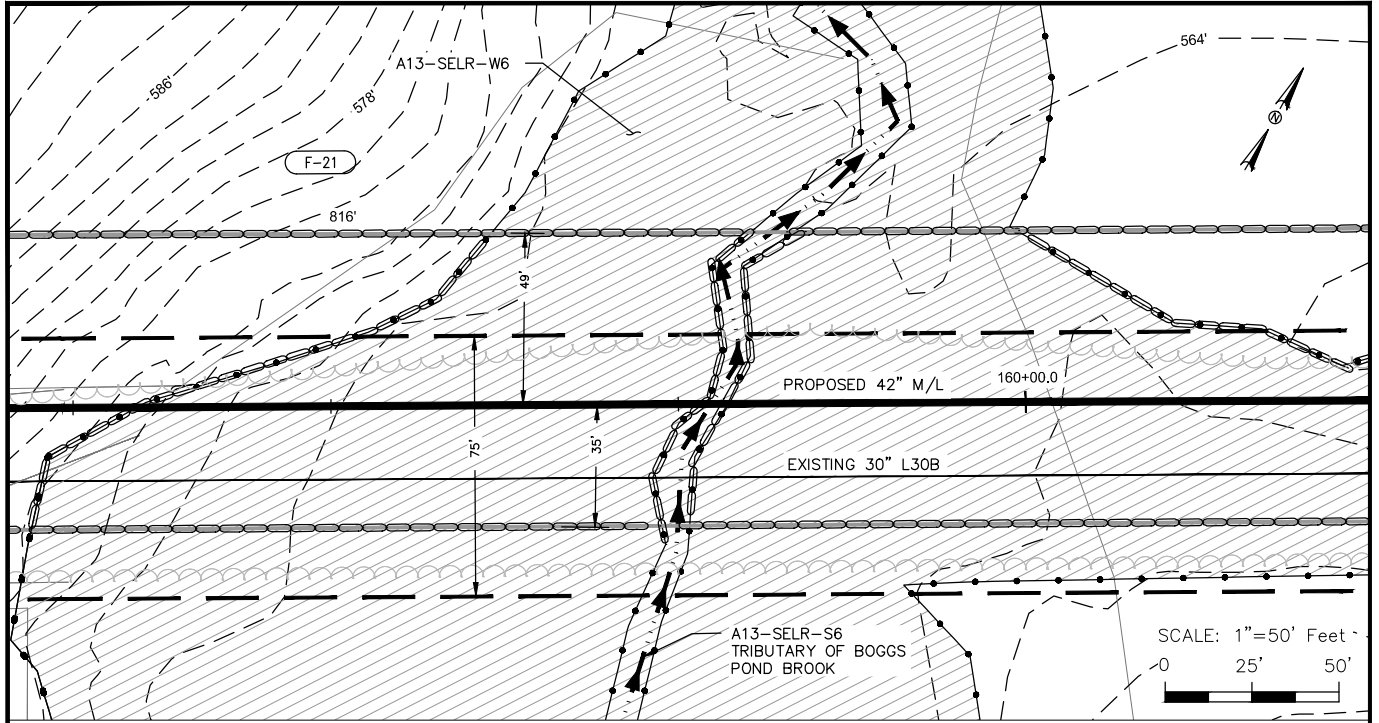 564'
A13-SELR-W6
586'
578'
N
F-21
816'
49'
PROPOSED 42" M/L
160+00.0
75'
35'
EXISTING 30" L30B
A13-SELR-S6
TRIBUTARY OF BOGGS
POND BROOK
SCALE: 1"=50' Feet
0 25' 50'